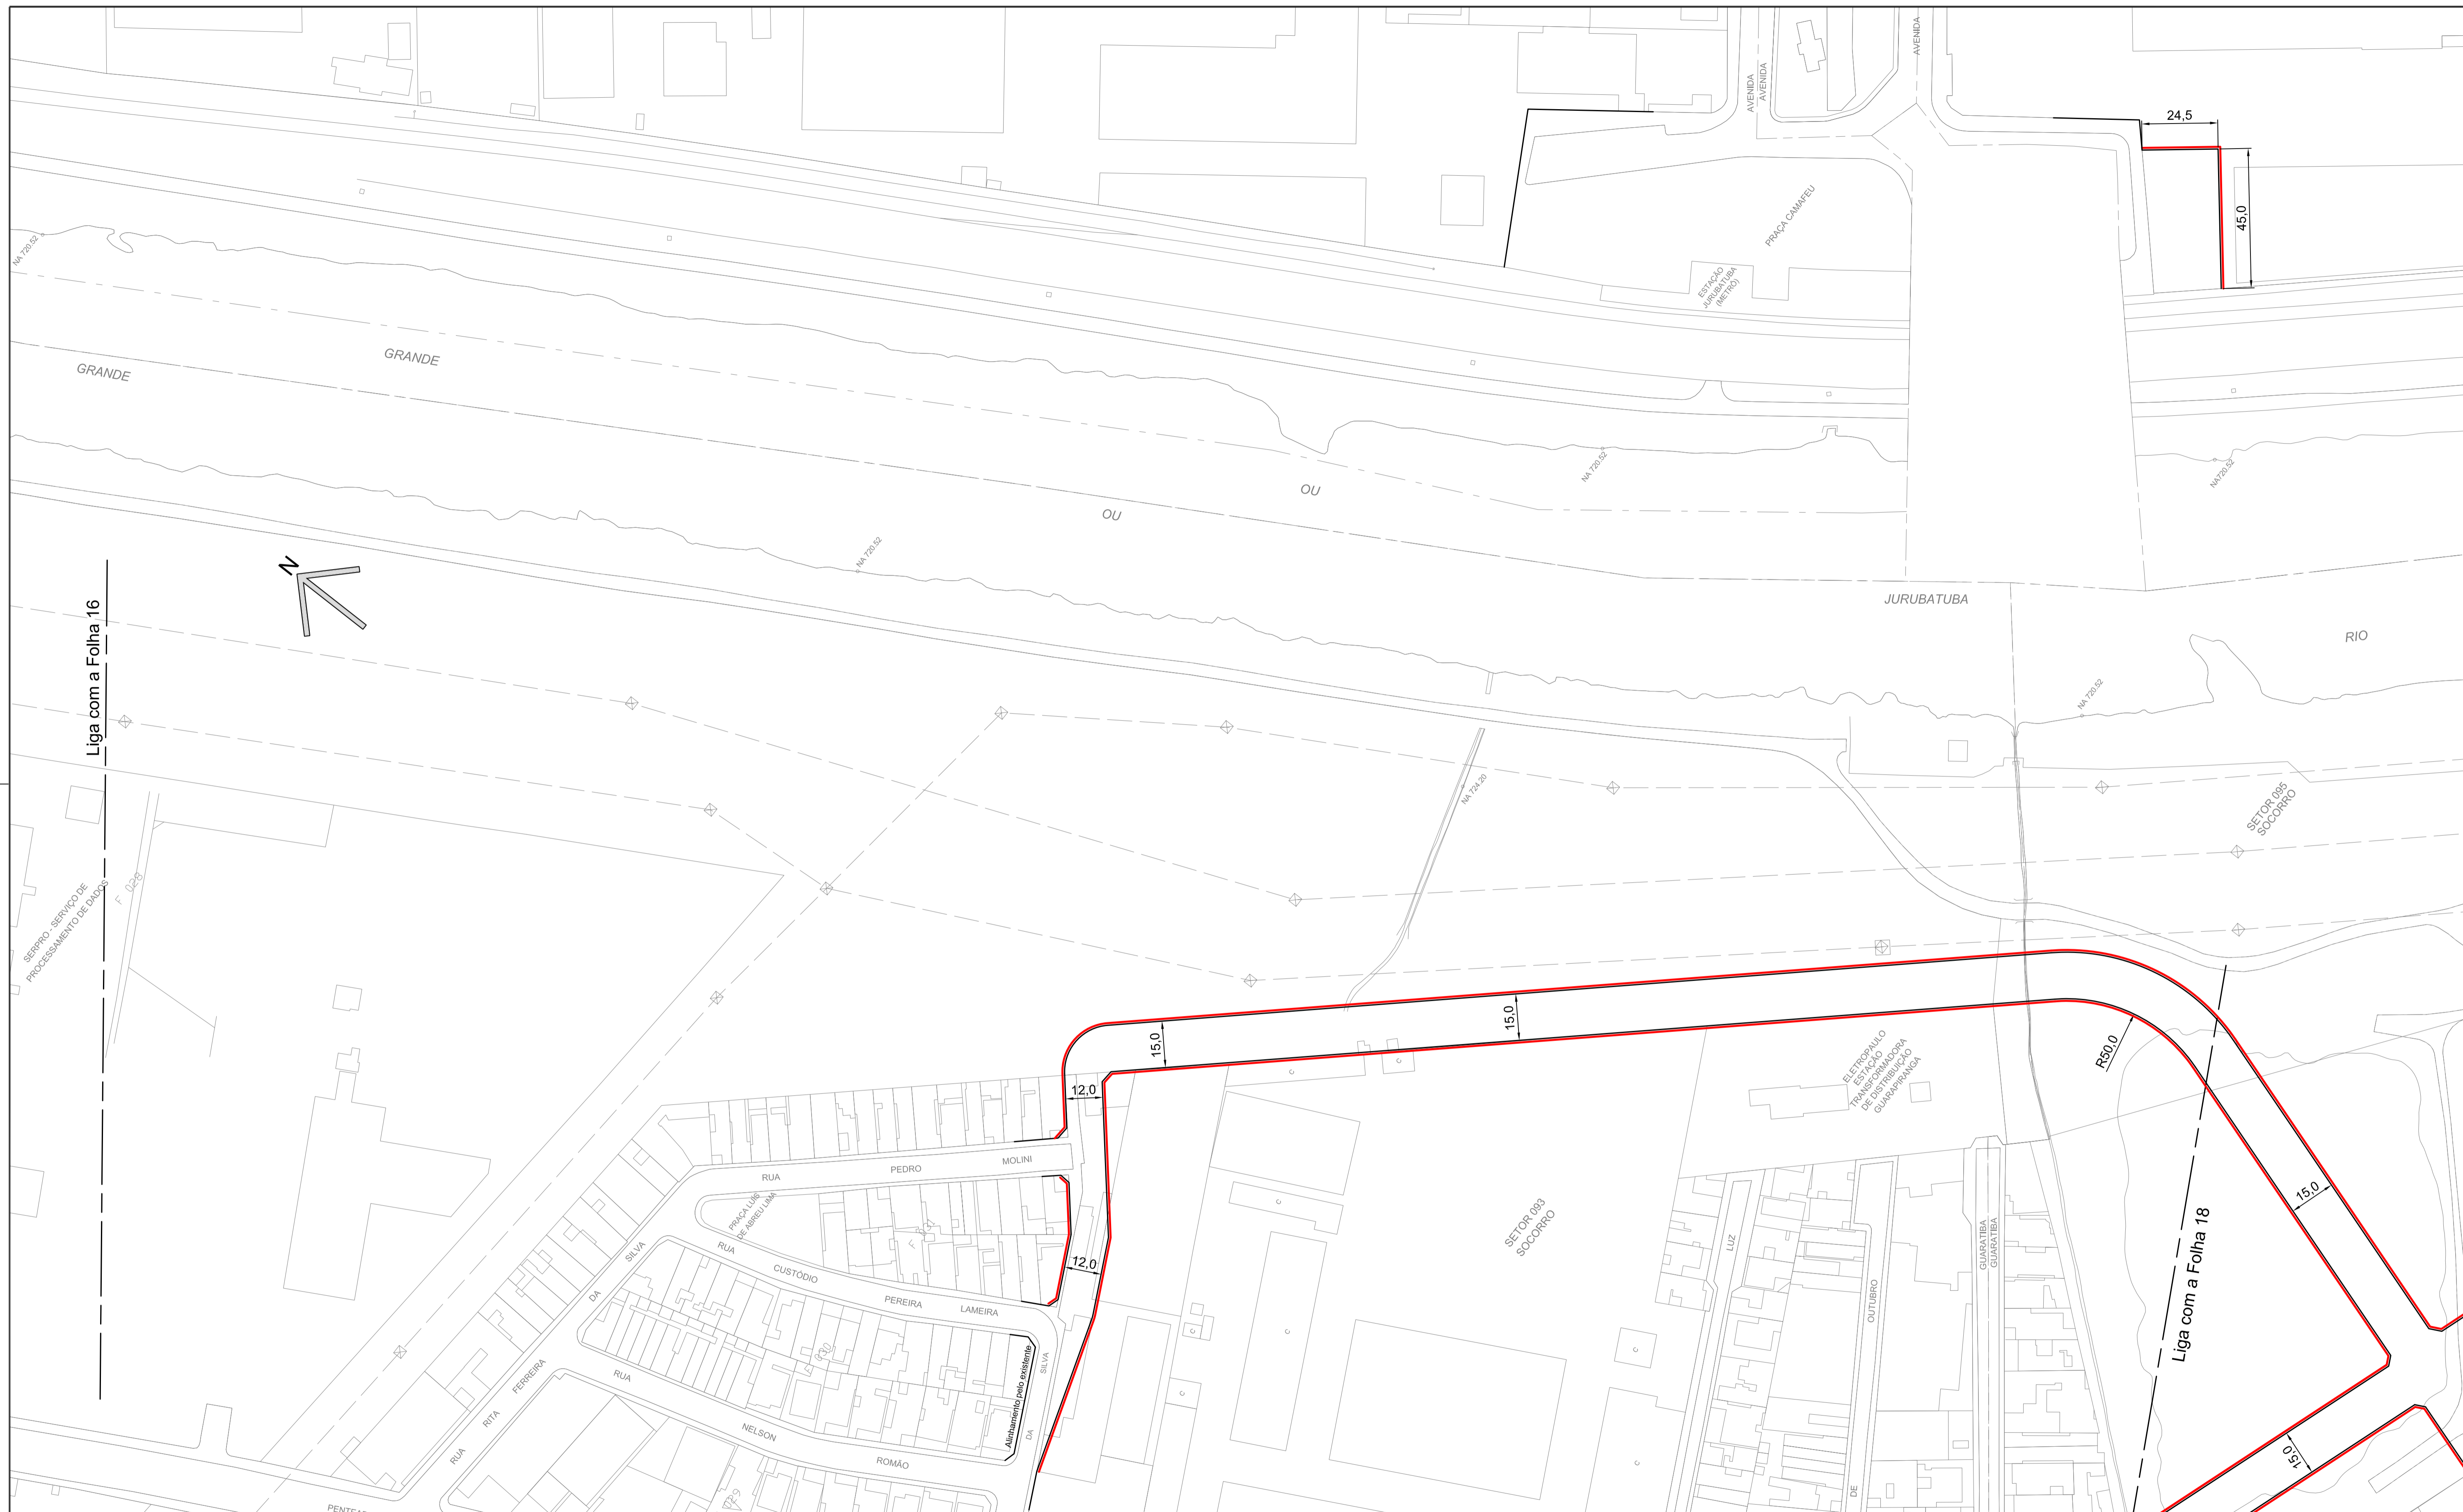 AVENIDA
AVENIDA
AVENIDA
24,5
45,0
PRAÇA CAMAFEU
ESTAÇÃO
JURUBATUBA
(METRÔ)
NA 720.52
GRANDE
GRANDE
OU
OU
NA 720.52
NA 720.52
NA 720.52
JURUBATUBA
RIO
N
Liga com a Folha 16
NA 720.52
NA 724.20
SETOR 095
SOCORRO
SERPRO - SERVIÇO DE
PROCESSAMENTO DE DADOS
F 028
15,0
15,0
R50,0
ELETROPAULO
ESTAÇÃO
TRANSFORMADORA
DE DISTRIBUIÇÃO
GUARAPIRANGA
12,0
RUA
PEDRO
MOLINI
PRAÇA LUIS
DE ABREU LIMA
C
C
C
C
C
C
C
C
SETOR 093
SOCORRO
15,0
Liga com a Folha 18
12,0
RUA
CUSTÓDIO
PEREIRA
LAMEIRA
LUZ
OUTUBRO
DE
GUARATIBA
GUARATIBA
RUA
RITA
FERREIRA
DA
SILVA
F 030
Alinhamento pelo existente
SILVA
DA
RUA
NELSON
ROMÃO
15,0